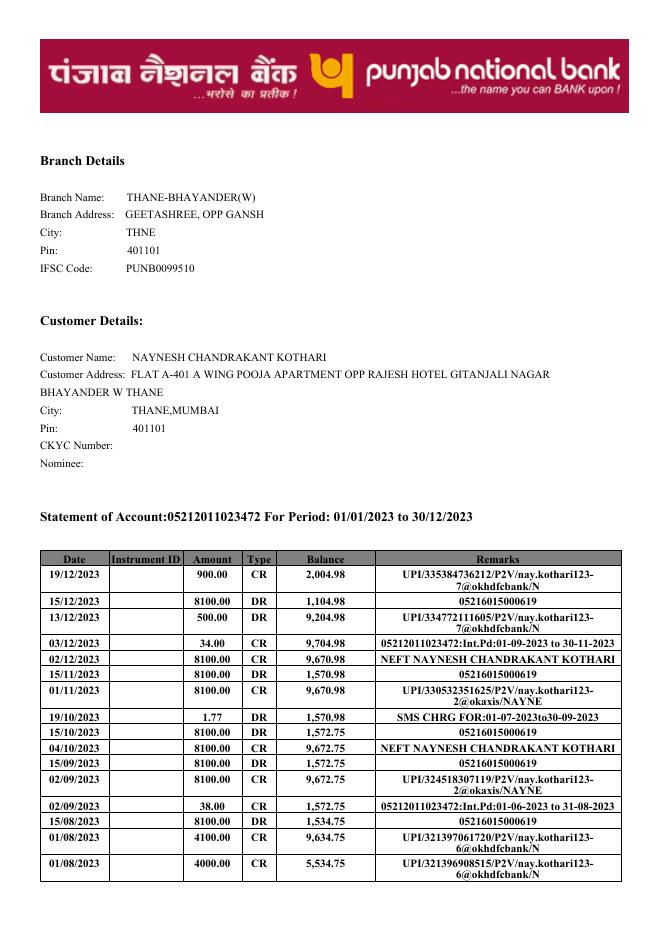 पंजाब नैशनल बैंक punjab national bank
...भरोसे का प्रतीक ! ...the name you can BANK upon !
Branch Details
Branch Name: THANE-BHAYANDER(W)
Branch Address: GEETASHREE, OPP GANSH
City: THNE
Pin: 401101
IFSC Code: PUNB0099510
Customer Details:
Customer Name: NAYNESH CHANDRAKANT KOTHARI
Customer Address: FLAT A-401 A WING POOJA APARTMENT OPP RAJESH HOTEL GITANJALI NAGAR
BHAYANDER W THANE
City: THANE,MUMBAI
Pin: 401101
CKYC Number:
Nominee:
Statement of Account:05212011023472 For Period: 01/01/2023 to 30/12/2023
Date Instrument ID Amount Type Balance Remarks
19/12/2023 900.00 CR 2,004.98 UPI/335384736212/P2V/nay.kothari123-
7@okhdfcbank/N
15/12/2023 8100.00 DR 1,104.98 05216015000619
13/12/2023 500.00 DR 9,204.98 UPI/334772111605/P2V/nay.kothari123-
7@okhdfcbank/N
03/12/2023 34.00 CR 9,704.98 05212011023472:Int.Pd:01-09-2023 to 30-11-2023
02/12/2023 8100.00 CR 9,670.98 NEFT NAYNESH CHANDRAKANT KOTHARI
15/11/2023 8100.00 DR 1,570.98 05216015000619
01/11/2023 8100.00 CR 9,670.98 UPI/330532351625/P2V/nay.kothari123-
2@okaxis/NAYNE
19/10/2023 1.77 DR 1,570.98 SMS CHRG FOR:01-07-2023to30-09-2023
15/10/2023 8100.00 DR 1,572.75 05216015000619
04/10/2023 8100.00 CR 9,672.75 NEFT NAYNESH CHANDRAKANT KOTHARI
15/09/2023 8100.00 DR 1,572.75 05216015000619
02/09/2023 8100.00 CR 9,672.75 UPI/324518307119/P2V/nay.kothari123-
2@okaxis/NAYNE
02/09/2023 38.00 CR 1,572.75 05212011023472:Int.Pd:01-06-2023 to 31-08-2023
15/08/2023 8100.00 DR 1,534.75 05216015000619
01/08/2023 4100.00 CR 9,634.75 UPI/321397061720/P2V/nay.kothari123-
6@okhdfcbank/N
01/08/2023 4000.00 CR 5,534.75 UPI/321396908515/P2V/nay.kothari123-
6@okhdfcbank/N